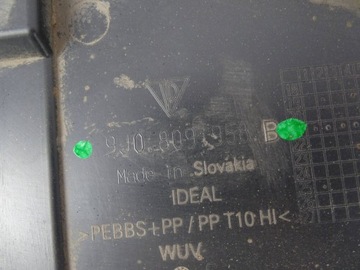 Made in Slovakia
IDEAL
>PEBBS+PP / PP T10 HI<
WUV